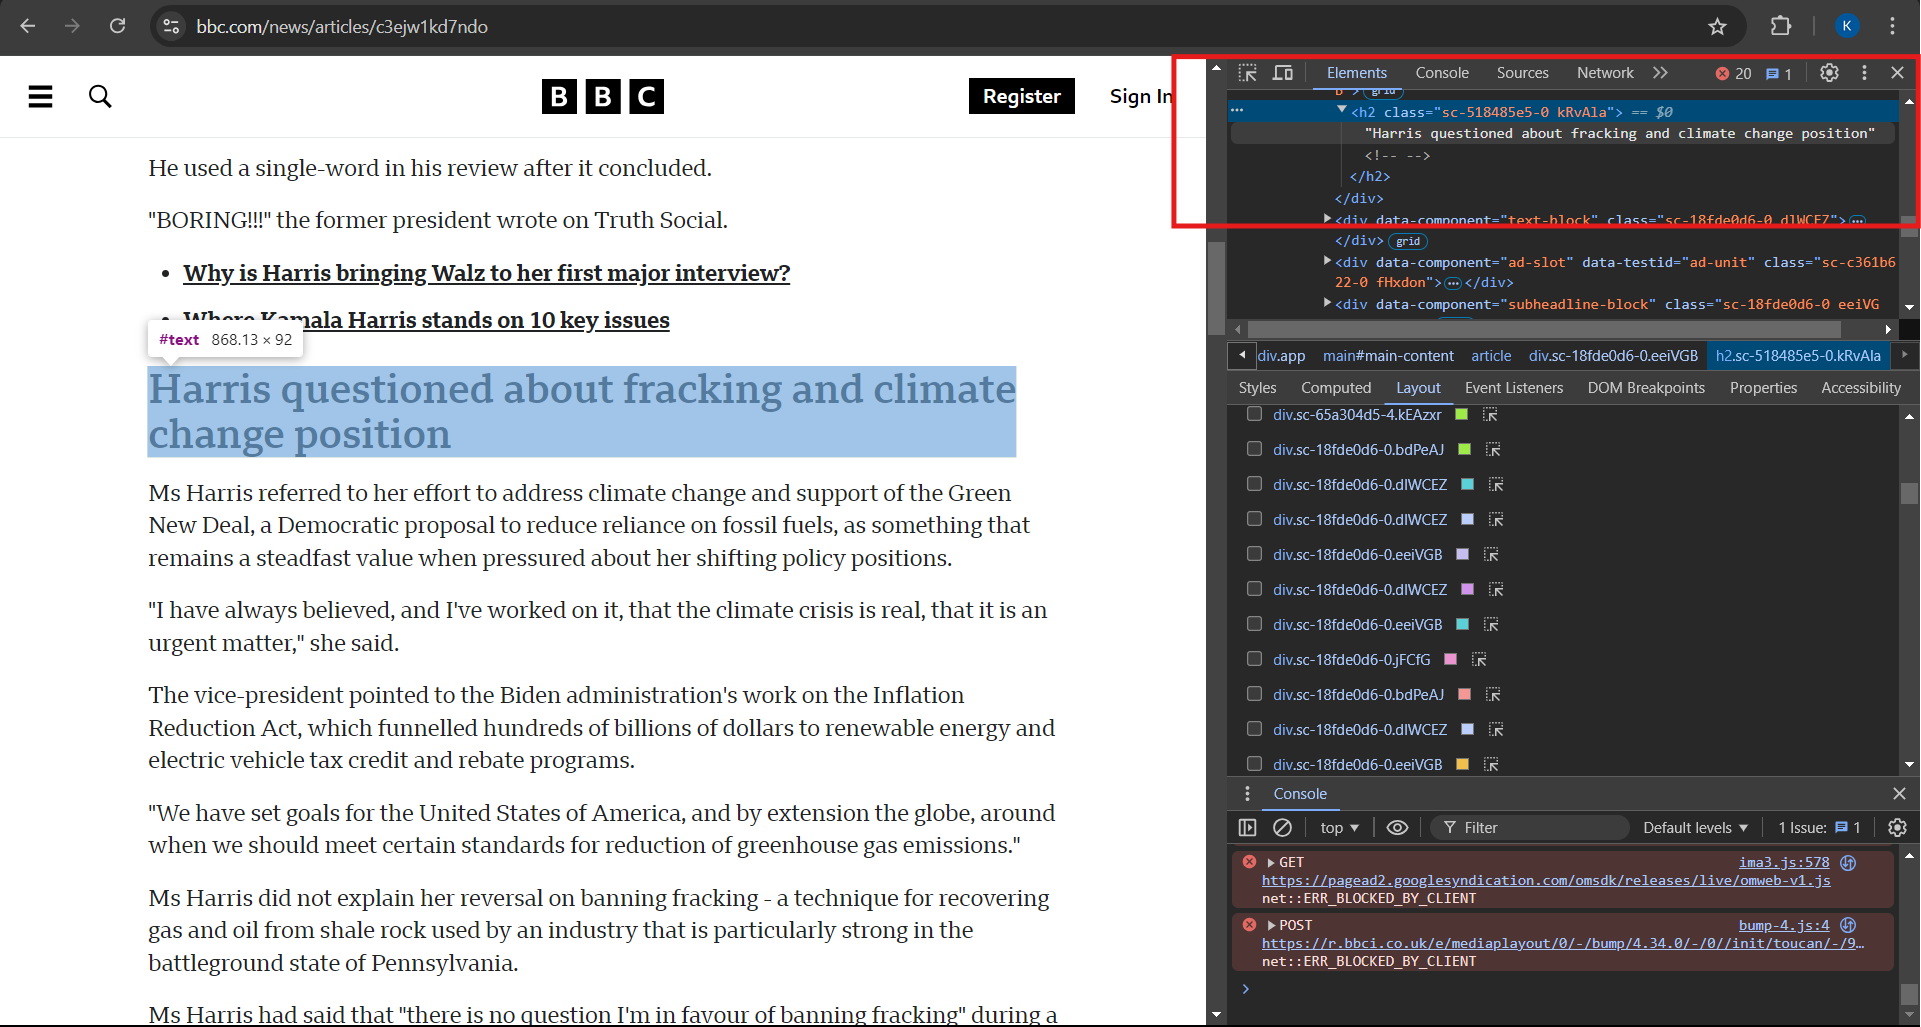 bbc.com/news/articles/c3ejw1kd7ndo
K
BBC
Register
Sign In
He used a single-word in his review after it concluded.
"BORING!!!" the former president wrote on Truth Social.
• Why is Harris bringing Walz to her first major interview?
• Where Kamala Harris stands on 10 key issues
#text 868.13 × 92
Harris questioned about fracking and climate
change position
Ms Harris referred to her effort to address climate change and support of the Green
New Deal, a Democratic proposal to reduce reliance on fossil fuels, as something that
remains a steadfast value when pressured about her shifting policy positions.
"I have always believed, and I've worked on it, that the climate crisis is real, that it is an
urgent matter," she said.
The vice-president pointed to the Biden administration's work on the Inflation
Reduction Act, which funnelled hundreds of billions of dollars to renewable energy and
electric vehicle tax credit and rebate programs.
"We have set goals for the United States of America, and by extension the globe, around
when we should meet certain standards for reduction of greenhouse gas emissions."
Ms Harris did not explain her reversal on banning fracking - a technique for recovering
gas and oil from shale rock used by an industry that is particularly strong in the
battleground state of Pennsylvania.
Ms Harris had said that "there is no question I'm in favour of banning fracking" during a
Elements Console Sources Network 20 1
B > grid
<h2 class="sc-518485e5-0 kRvAla"> == $0
"Harris questioned about fracking and climate change position"
<!-- -->
</h2>
</div>
<div data-component="text-block" class="sc-18fde0d6-0 dlWCEZ">
</div> grid
<div data-component="ad-slot" data-testid="ad-unit" class="sc-c361b6
22-0 fHxdon"> </div>
<div data-component="subheadline-block" class="sc-18fde0d6-0 eeiVG
div.app main#main-content article div.sc-18fde0d6-0.eeiVGB h2.sc-518485e5-0.kRvAla
Styles Computed Layout Event Listeners DOM Breakpoints Properties Accessibility
div.sc-65a304d5-4.kEAzxr
div.sc-18fde0d6-0.bdPeAJ
div.sc-18fde0d6-0.dlWCEZ
div.sc-18fde0d6-0.dlWCEZ
div.sc-18fde0d6-0.eeiVGB
div.sc-18fde0d6-0.dlWCEZ
div.sc-18fde0d6-0.eeiVGB
div.sc-18fde0d6-0.jFCfG
div.sc-18fde0d6-0.bdPeAJ
div.sc-18fde0d6-0.dlWCEZ
div.sc-18fde0d6-0.eeiVGB
Console
top Filter Default levels 1 Issue: 1
GET ima3.js:578
https://pagead2.googlesyndication.com/omsdk/releases/live/omweb-v1.js
net::ERR_BLOCKED_BY_CLIENT
POST bump-4.js:4
https://r.bbci.co.uk/e/mediaplayout/0/-/bump/4.34.0/-/0//init/toucan/-/9…
net::ERR_BLOCKED_BY_CLIENT